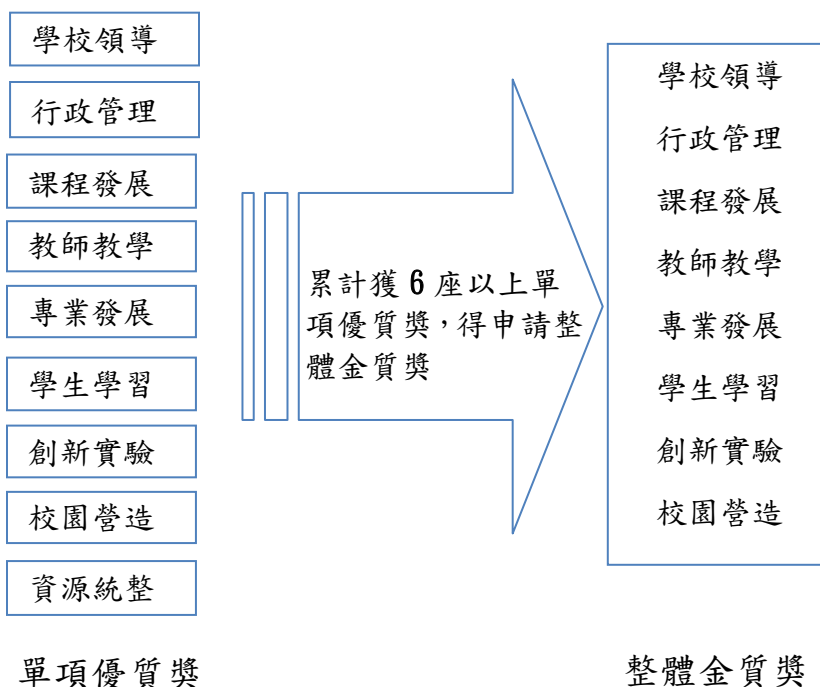 學校領導
行政管理
課程發展
教師教學
專業發展
學生學習
創新實驗
校園營造
資源統整
單項優質獎
累計獲 6 座以上單
項優質獎，得申請整
體金質獎
學校領導
行政管理
課程發展
教師教學
專業發展
學生學習
創新實驗
校園營造
整體金質獎